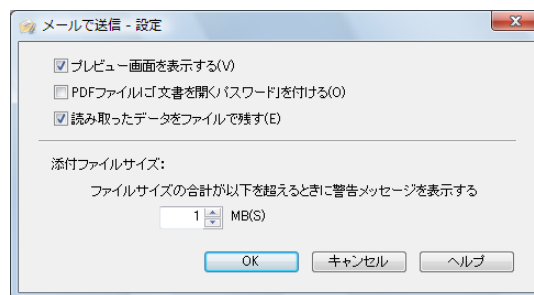 メールで送信 - 設定
プレビュー画面を表示する(V)
PDFファイルに「文書を開くパスワード」を付ける(O)
読み取ったデータをファイルで残す(E)
添付ファイルサイズ:
ファイルサイズの合計が以下を超えるときに警告メッセージを表示する
1 MB(S)
OK キャンセル ヘルプ